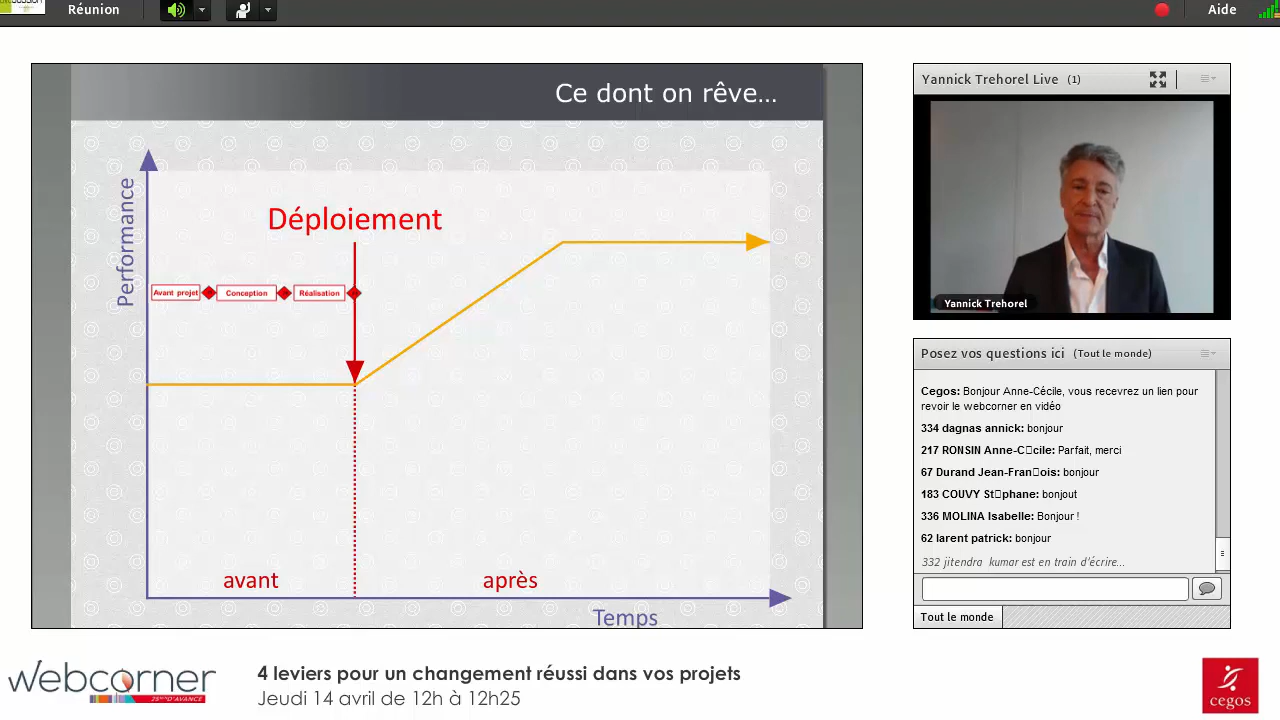 Réunion
Aide
Ce dont on rêve...
Performance
Déploiement
Avant projet
Conception
Réalisation
avant
après
Temps
Yannick Trehorel Live (1)
Yannick Trehorel
Posez vos questions ici (Tout le monde)
Cegos: Bonjour Anne-Cécile, vous recevrez un lien pour
revoir le webcorner en vidéo
334 dagnas annick: bonjour
217 RONSIN Anne-C□cile: Parfait, merci
67 Durand Jean-Fran□ois: bonjour
183 COUVY St□phane: bonjout
336 MOLINA Isabelle: Bonjour !
62 larent patrick: bonjour
332 jitendra kumar est en train d'écrire...
Tout le monde
webcorner
4 leviers pour un changement réussi dans vos projets
Jeudi 14 avril de 12h à 12h25
cegos